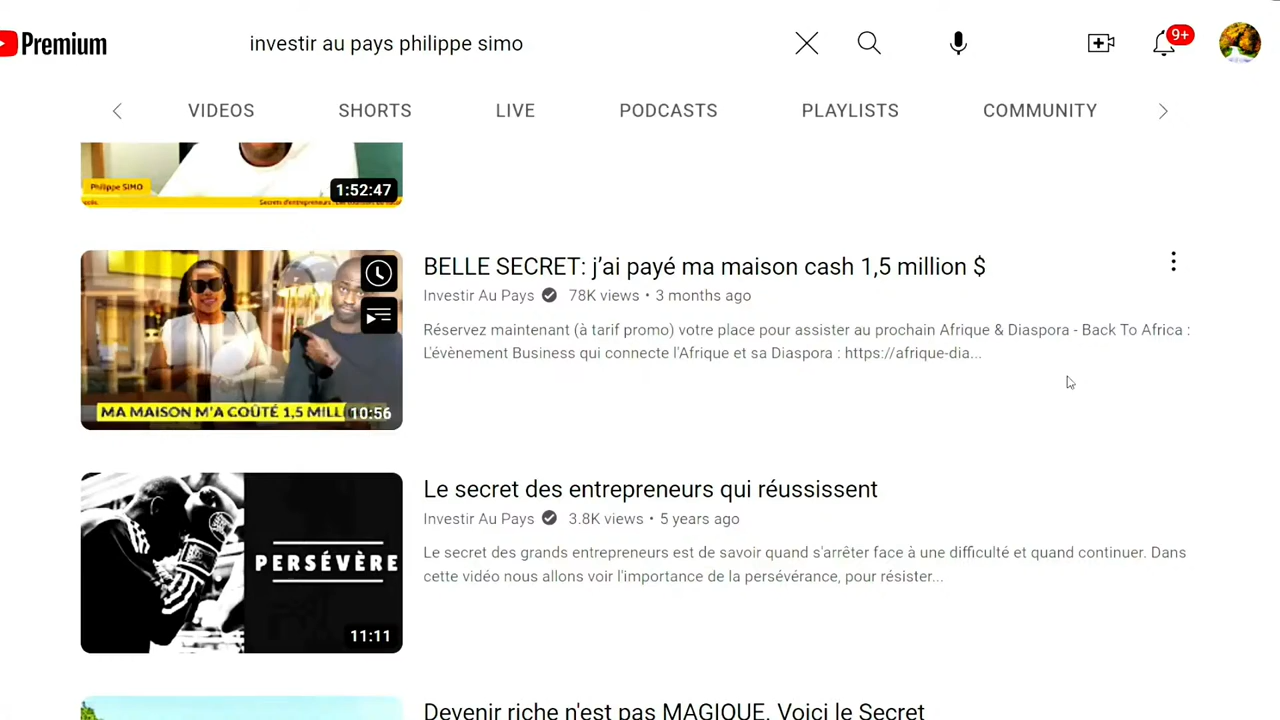 Premium
investir au pays philippe simo
9+
VIDEOS SHORTS LIVE PODCASTS PLAYLISTS COMMUNITY
Philippe SIMO
1:52:47
BELLE SECRET: j'ai payé ma maison cash 1,5 million $
Investir Au Pays 78K views • 3 months ago
Réservez maintenant (à tarif promo) votre place pour assister au prochain Afrique & Diaspora - Back To Africa :
L'évènement Business qui connecte l'Afrique et sa Diaspora : https://afrique-dia...
MA MAISON M'A GOÛTÉ 1,5 MILL
10:56
Le secret des entrepreneurs qui réussissent
Investir Au Pays 3.8K views • 5 years ago
Le secret des grands entrepreneurs est de savoir quand s'arrêter face à une difficulté et quand continuer. Dans
cette vidéo nous allons voir l'importance de la persévérance, pour résister...
PERSÉVÈRE
11:11
Devenir riche n'est pas MAGIQUE. Voici le Secret